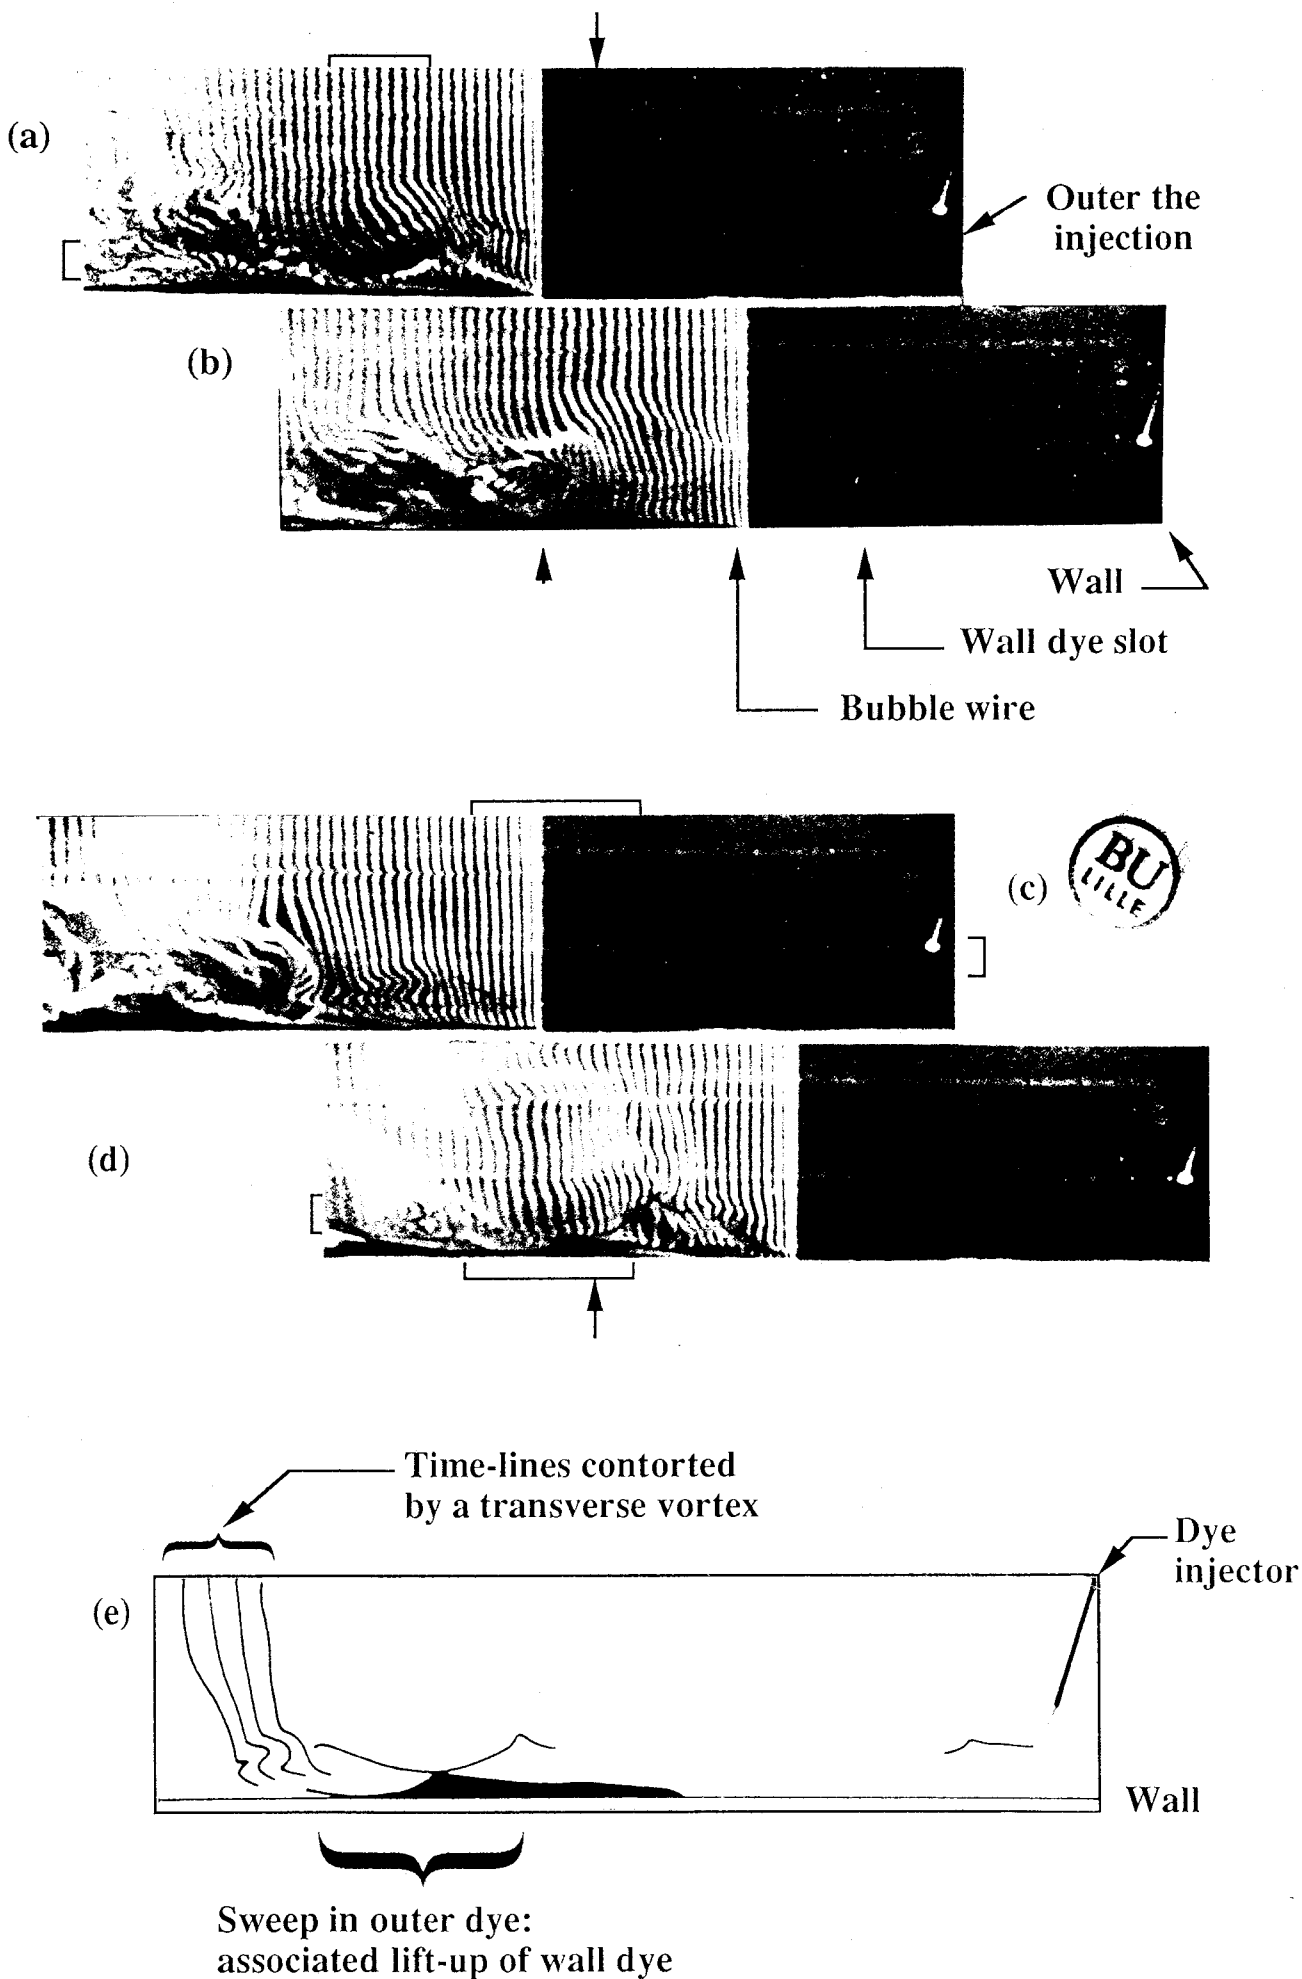 (a)
Outer the
injection
(b)
Wall
Wall dye slot
Bubble wire
(c)
BU
LILLE
(d)
Time-lines contorted
by a transverse vortex
Dye
injector
(e)
Wall
Sweep in outer dye:
associated lift-up of wall dye